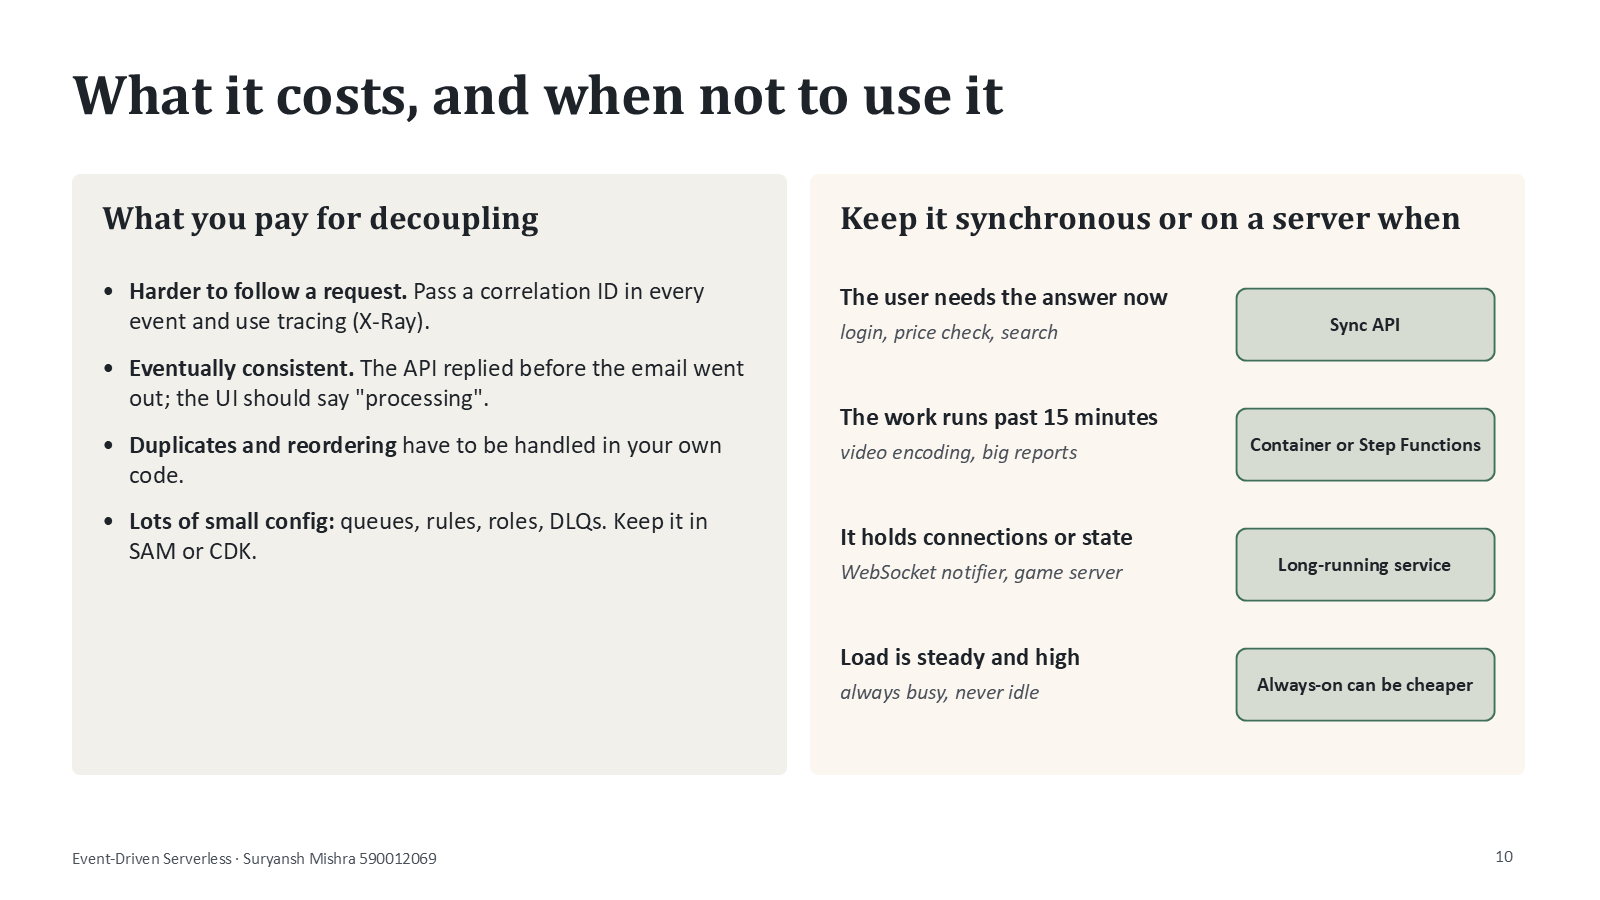 What it costs, and when not to use it
What you pay for decoupling
• Harder to follow a request. Pass a correlation ID in every
event and use tracing (X-Ray).
• Eventually consistent. The API replied before the email went
out; the UI should say "processing".
• Duplicates and reordering have to be handled in your own
code.
• Lots of small config: queues, rules, roles, DLQs. Keep it in
SAM or CDK.
Keep it synchronous or on a server when
The user needs the answer now
login, price check, search
Sync API
The work runs past 15 minutes
video encoding, big reports
Container or Step Functions
It holds connections or state
WebSocket notifier, game server
Long-running service
Load is steady and high
always busy, never idle
Always-on can be cheaper
Event-Driven Serverless · Suryansh Mishra 590012069
10